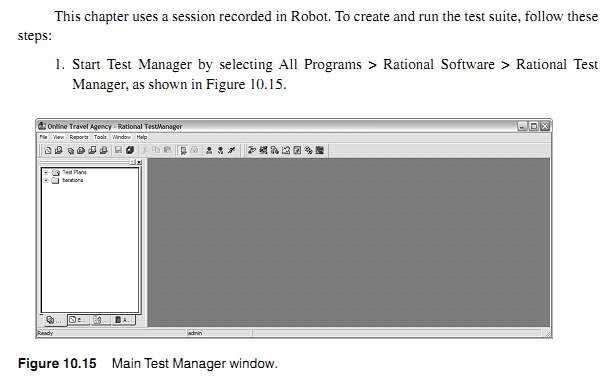 This chapter uses a session recorded in Robot. To create and run the test suite, follow these
steps:
1. Start Test Manager by selecting All Programs > Rational Software > Rational Test
Manager, as shown in Figure 10.15.
Online Travel Agency - Rational TestManager
File View Reports Tools Window Help
Test Plans
Iterations
... E... ... A...
Ready admin
Figure 10.15 Main Test Manager window.